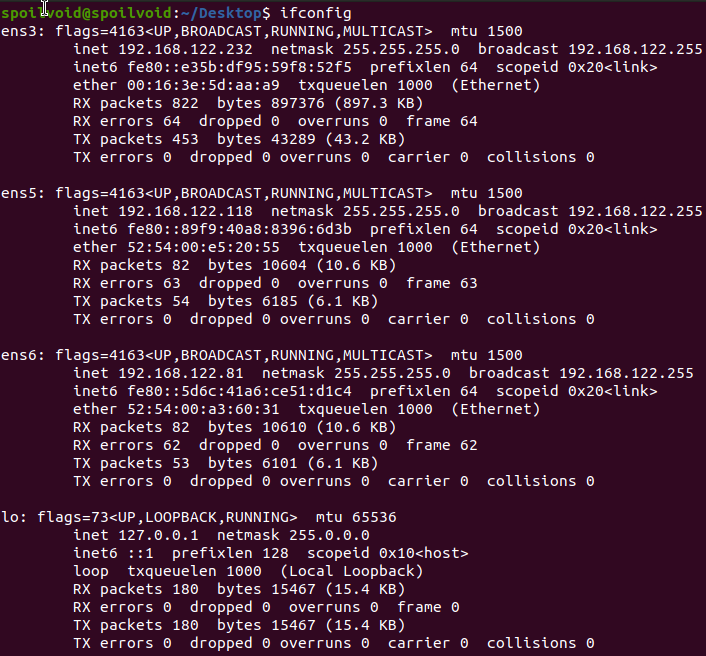 spoilvoid@spoilvoid:~/Desktop$ ifconfig
ens3: flags=4163<UP,BROADCAST,RUNNING,MULTICAST>  mtu 1500
        inet 192.168.122.232  netmask 255.255.255.0  broadcast 192.168.122.255
        inet6 fe80::e35b:df95:59f8:52f5  prefixlen 64  scopeid 0x20<link>
        ether 00:16:3e:5d:aa:a9  txqueuelen 1000  (Ethernet)
        RX packets 822  bytes 897376 (897.3 KB)
        RX errors 64  dropped 0  overruns 0  frame 64
        TX packets 453  bytes 43289 (43.2 KB)
        TX errors 0  dropped 0 overruns 0  carrier 0  collisions 0

ens5: flags=4163<UP,BROADCAST,RUNNING,MULTICAST>  mtu 1500
        inet 192.168.122.118  netmask 255.255.255.0  broadcast 192.168.122.255
        inet6 fe80::89f9:40a8:8396:6d3b  prefixlen 64  scopeid 0x20<link>
        ether 52:54:00:e5:20:55  txqueuelen 1000  (Ethernet)
        RX packets 82  bytes 10604 (10.6 KB)
        RX errors 63  dropped 0  overruns 0  frame 63
        TX packets 54  bytes 6185 (6.1 KB)
        TX errors 0  dropped 0 overruns 0  carrier 0  collisions 0

ens6: flags=4163<UP,BROADCAST,RUNNING,MULTICAST>  mtu 1500
        inet 192.168.122.81  netmask 255.255.255.0  broadcast 192.168.122.255
        inet6 fe80::5d6c:41a6:ce51:d1c4  prefixlen 64  scopeid 0x20<link>
        ether 52:54:00:a3:60:31  txqueuelen 1000  (Ethernet)
        RX packets 82  bytes 10610 (10.6 KB)
        RX errors 62  dropped 0  overruns 0  frame 62
        TX packets 53  bytes 6101 (6.1 KB)
        TX errors 0  dropped 0 overruns 0  carrier 0  collisions 0

lo: flags=73<UP,LOOPBACK,RUNNING>  mtu 65536
        inet 127.0.0.1  netmask 255.0.0.0
        inet6 ::1  prefixlen 128  scopeid 0x10<host>
        loop  txqueuelen 1000  (Local Loopback)
        RX packets 180  bytes 15467 (15.4 KB)
        RX errors 0  dropped 0  overruns 0  frame 0
        TX packets 180  bytes 15467 (15.4 KB)
        TX errors 0  dropped 0 overruns 0  carrier 0  collisions 0